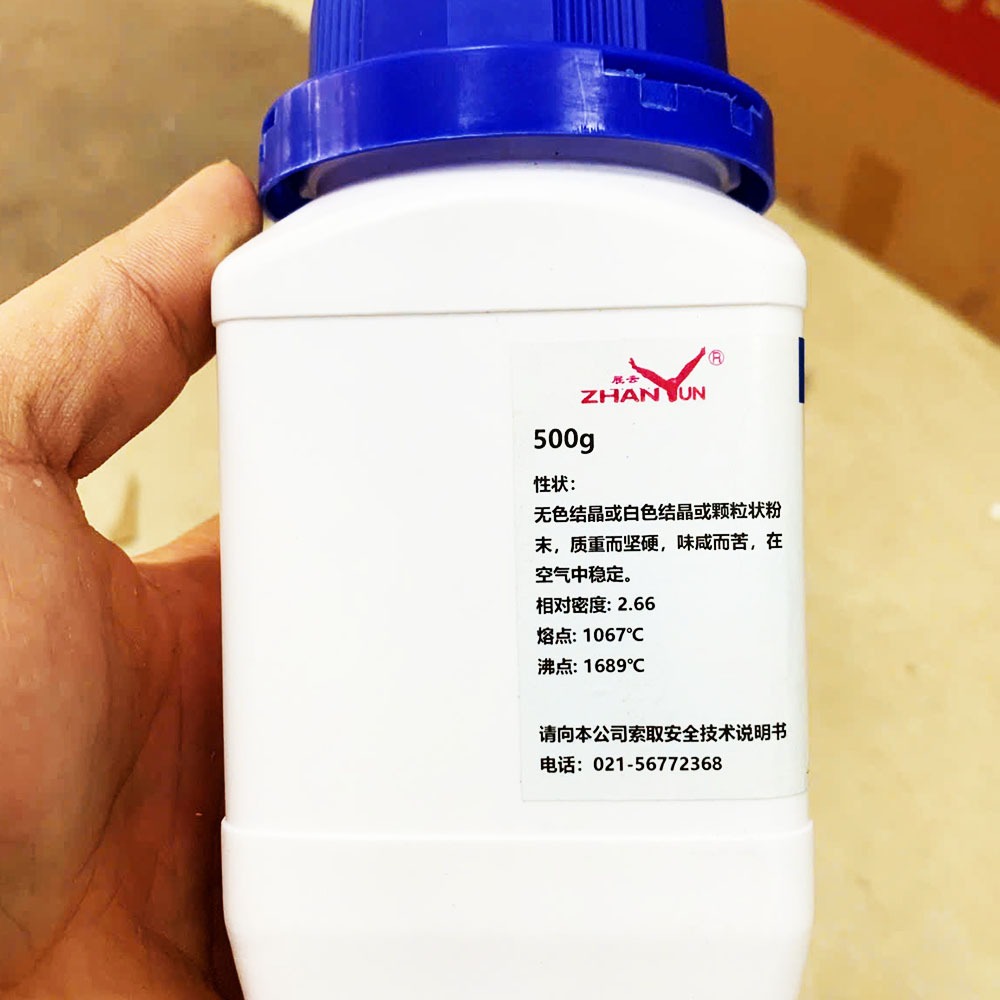 展云
ZHANYUN®
500g
性状：
无色结晶或白色结晶或颗粒状粉
末，质重而坚硬，味咸而苦，在
空气中稳定。
相对密度: 2.66
熔点: 1067℃
沸点: 1689℃
请向本公司索取安全技术说明书
电话：021-56772368